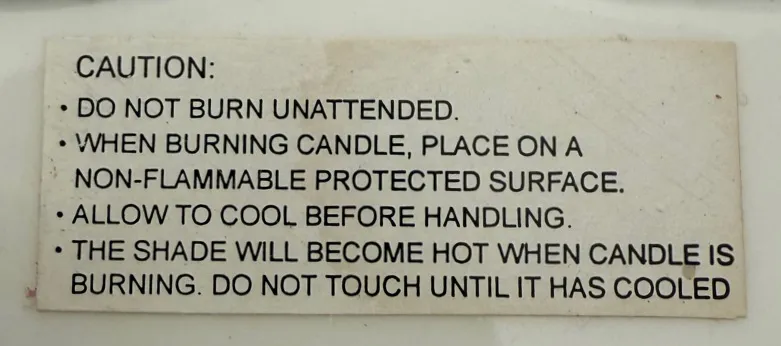 CAUTION:
• DO NOT BURN UNATTENDED.
• WHEN BURNING CANDLE, PLACE ON A
NON-FLAMMABLE PROTECTED SURFACE.
• ALLOW TO COOL BEFORE HANDLING.
• THE SHADE WILL BECOME HOT WHEN CANDLE IS
BURNING. DO NOT TOUCH UNTIL IT HAS COOLED